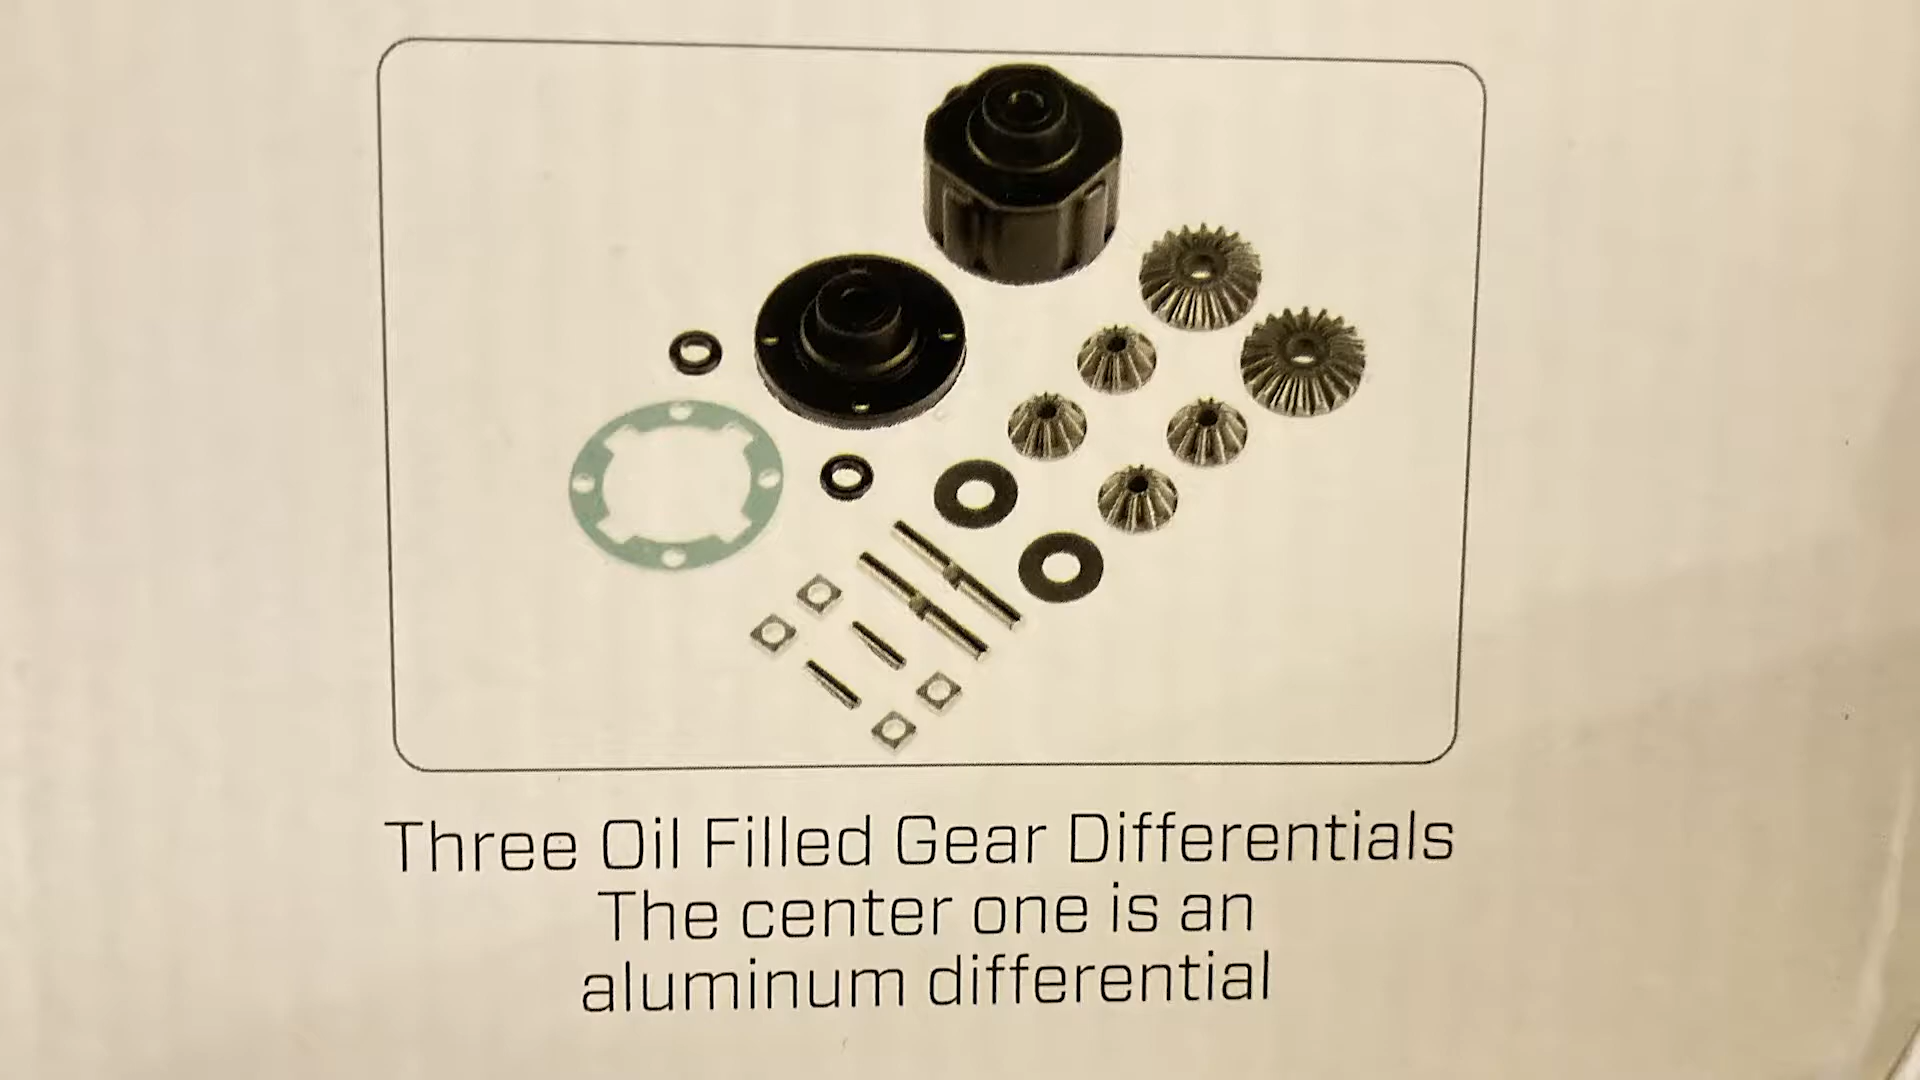 Three Oil Filled Gear Differentials
The center one is an
aluminum differential